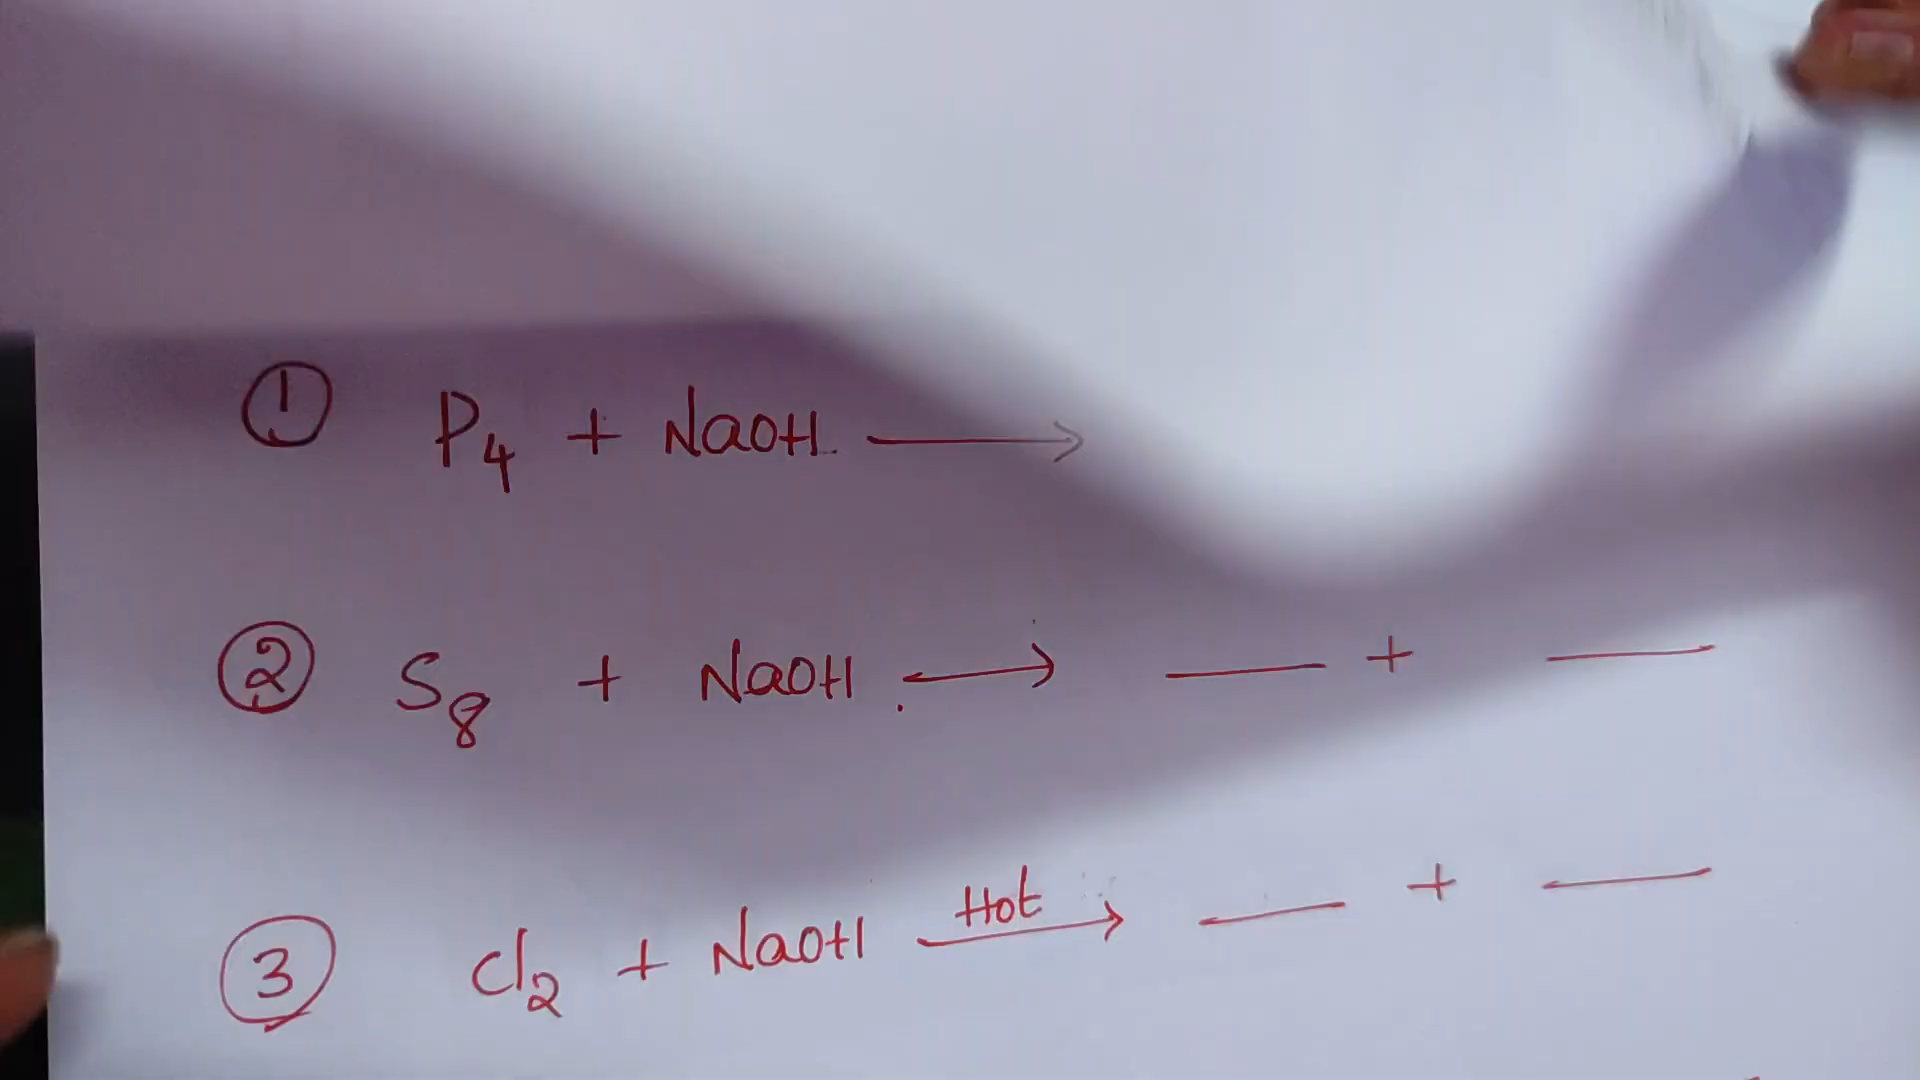 ① P₄ + NaOH ⟶
② S₈ + NaOH ⟶ ___ + ___
③ Cl₂ + NaOH Hot⟶ ___ + ___